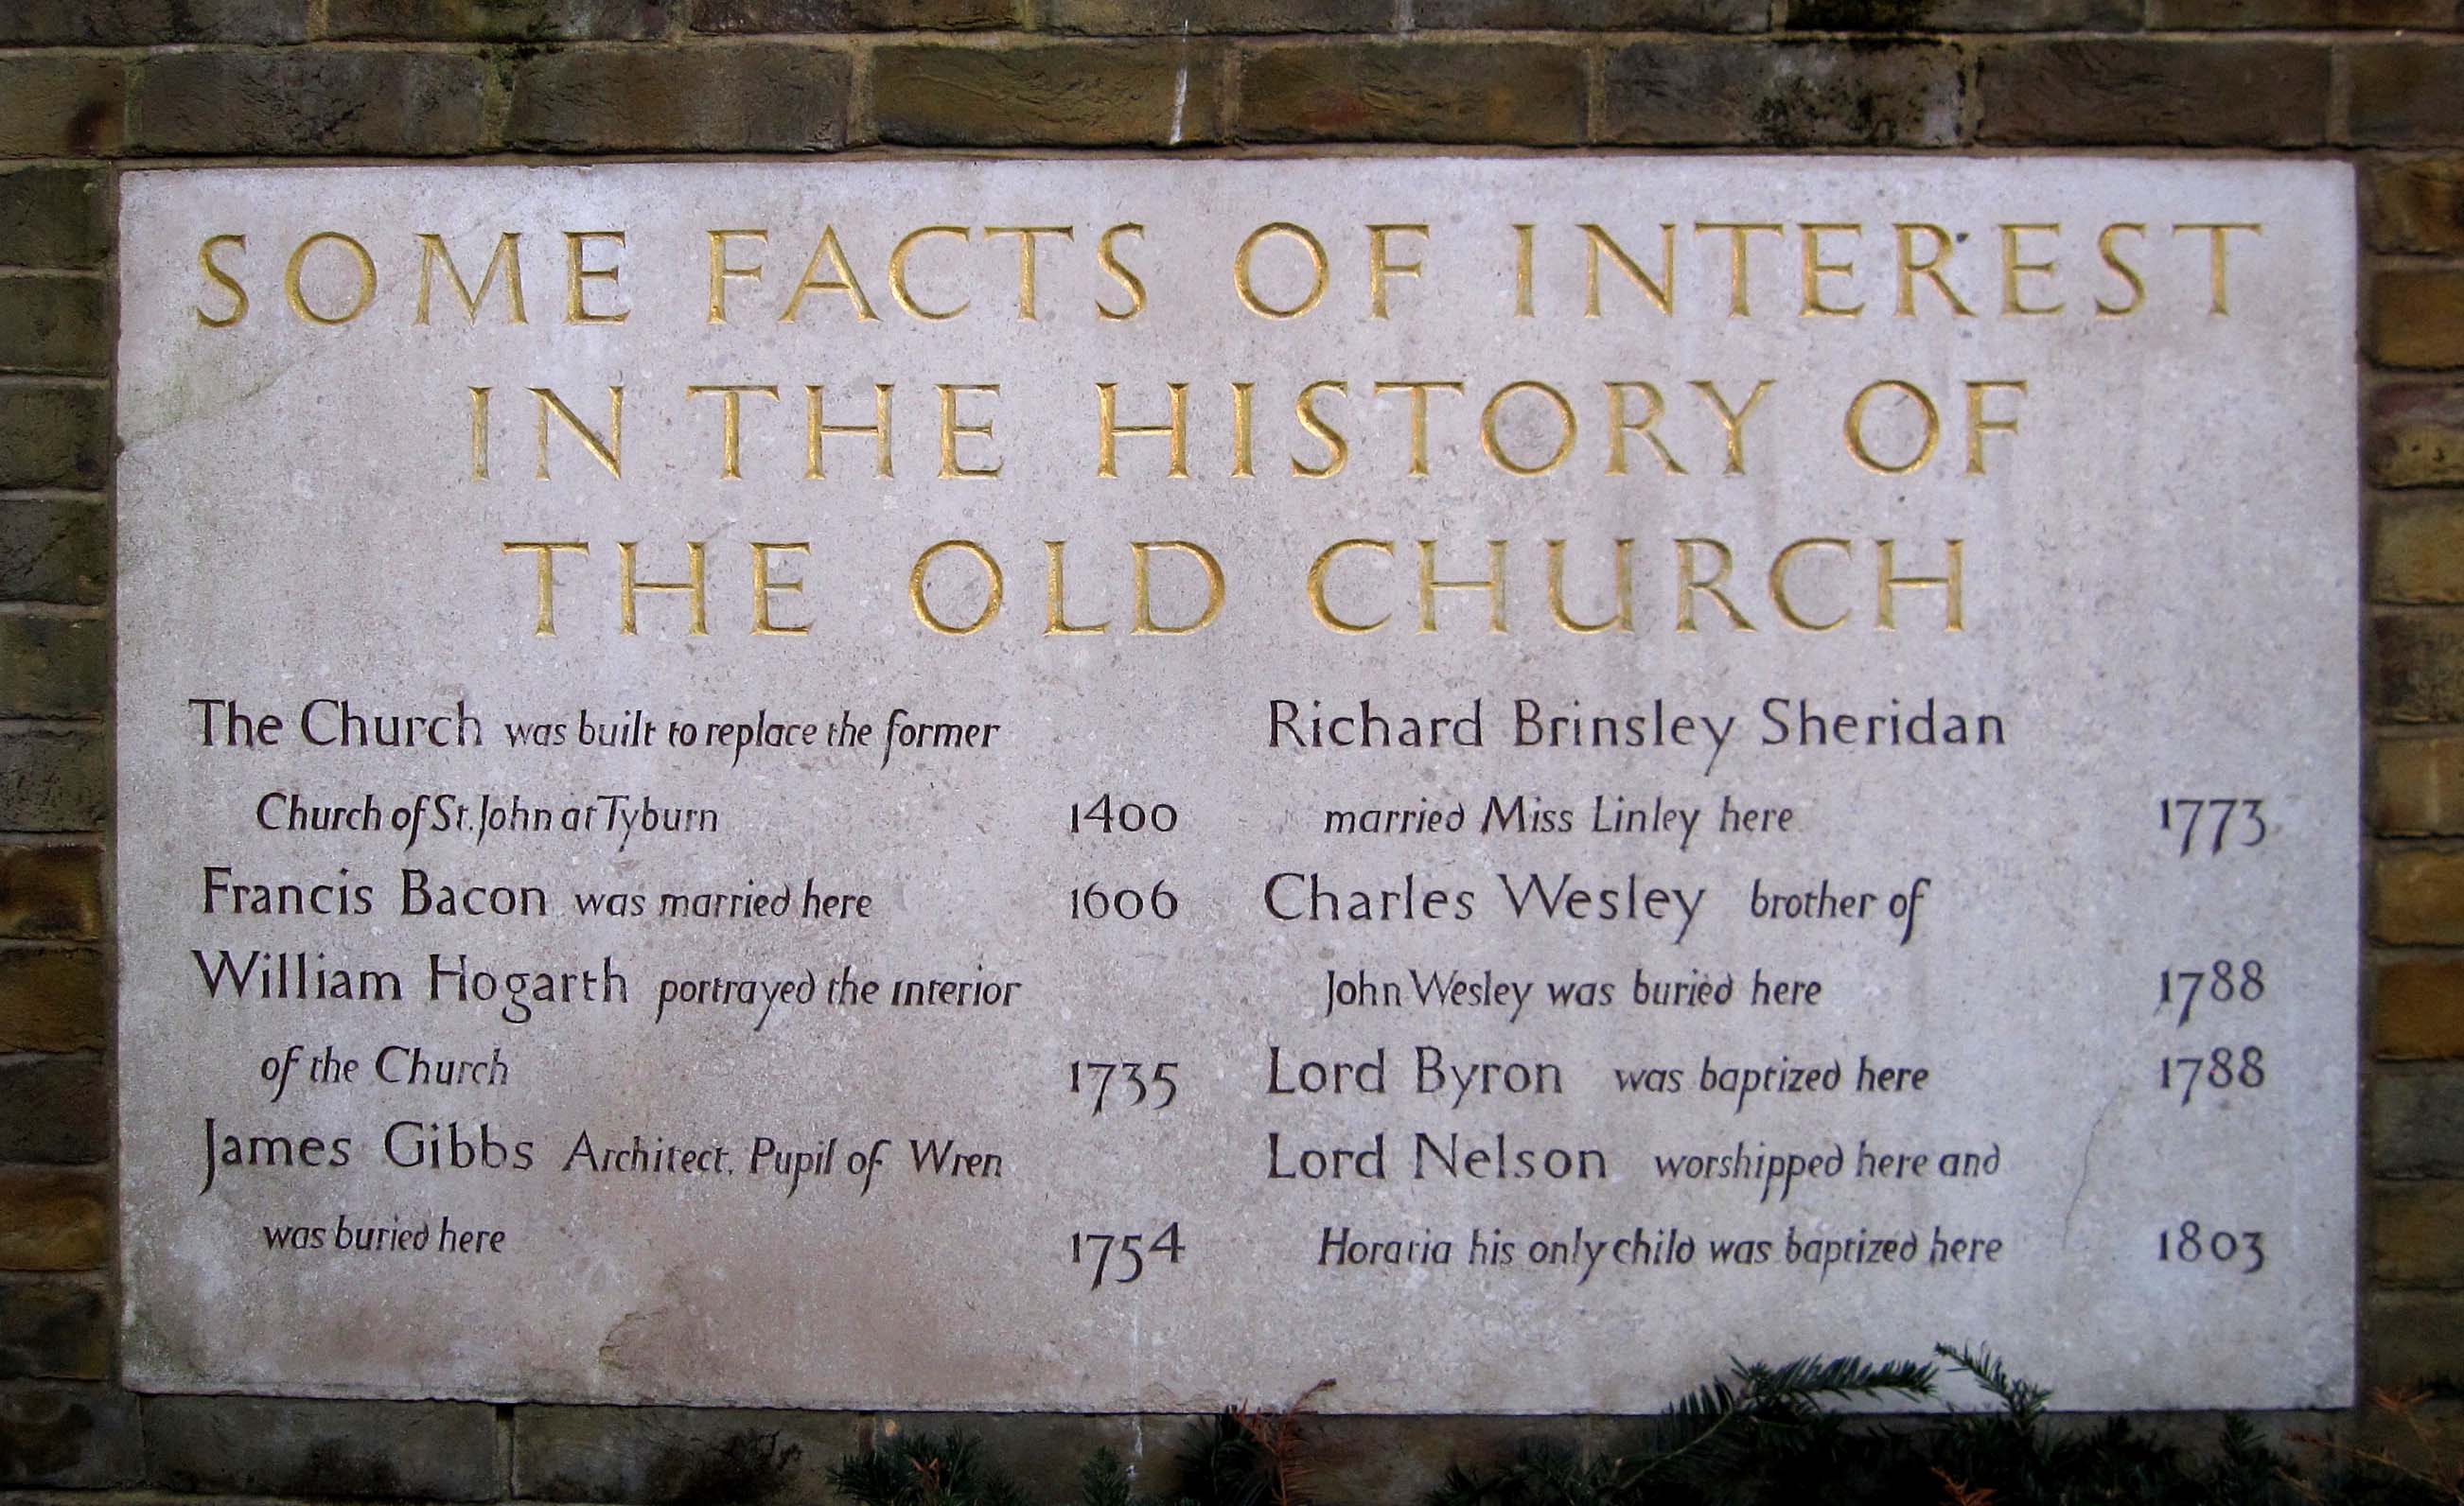 SOME FACTS OF INTEREST
IN THE HISTORY OF
THE OLD CHURCH
The Church was built to replace the former
Church of St. John at Tyburn 1400
Francis Bacon was married here 1606
William Hogarth portrayed the interior
of the Church 1735
James Gibbs Architect. Pupil of Wren
was buried here 1754
Richard Brinsley Sheridan
married Miss Linley here 1773
Charles Wesley brother of
John Wesley was buried here 1788
Lord Byron was baptized here 1788
Lord Nelson worshipped here and
Horatia his only child was baptized here 1803